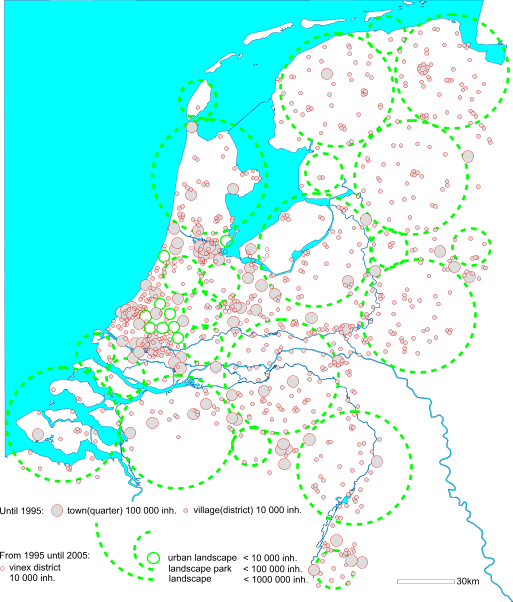 Until 1995: town(quarter) 100 000 inh. village(district) 10 000 inh.
From 1995 until 2005:
vinex district
10 000 inh.
urban landscape < 10 000 inh.
landscape park < 100 000 inh.
landscape < 1000 000 inh.
30km